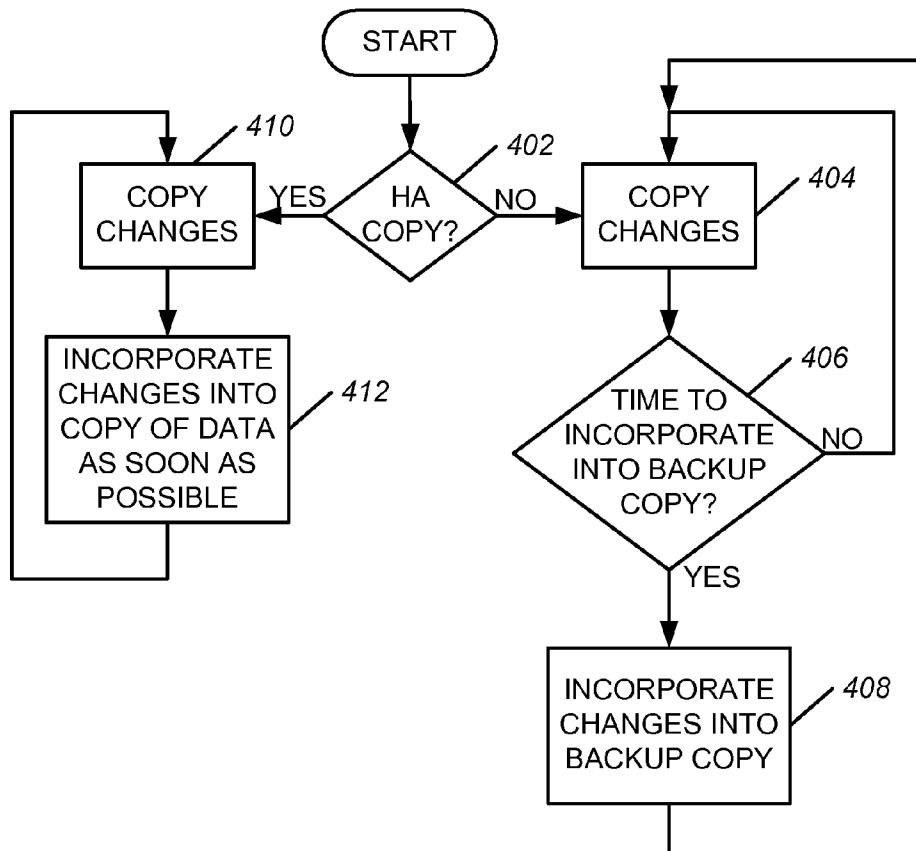 START
410
402
YES
HA
COPY?
NO
COPY
CHANGES
COPY
CHANGES
404
INCORPORATE
CHANGES INTO
COPY OF DATA
AS SOON AS
POSSIBLE
412
406
TIME TO
INCORPORATE
INTO BACKUP
COPY?
NO
YES
INCORPORATE
CHANGES INTO
BACKUP COPY
408